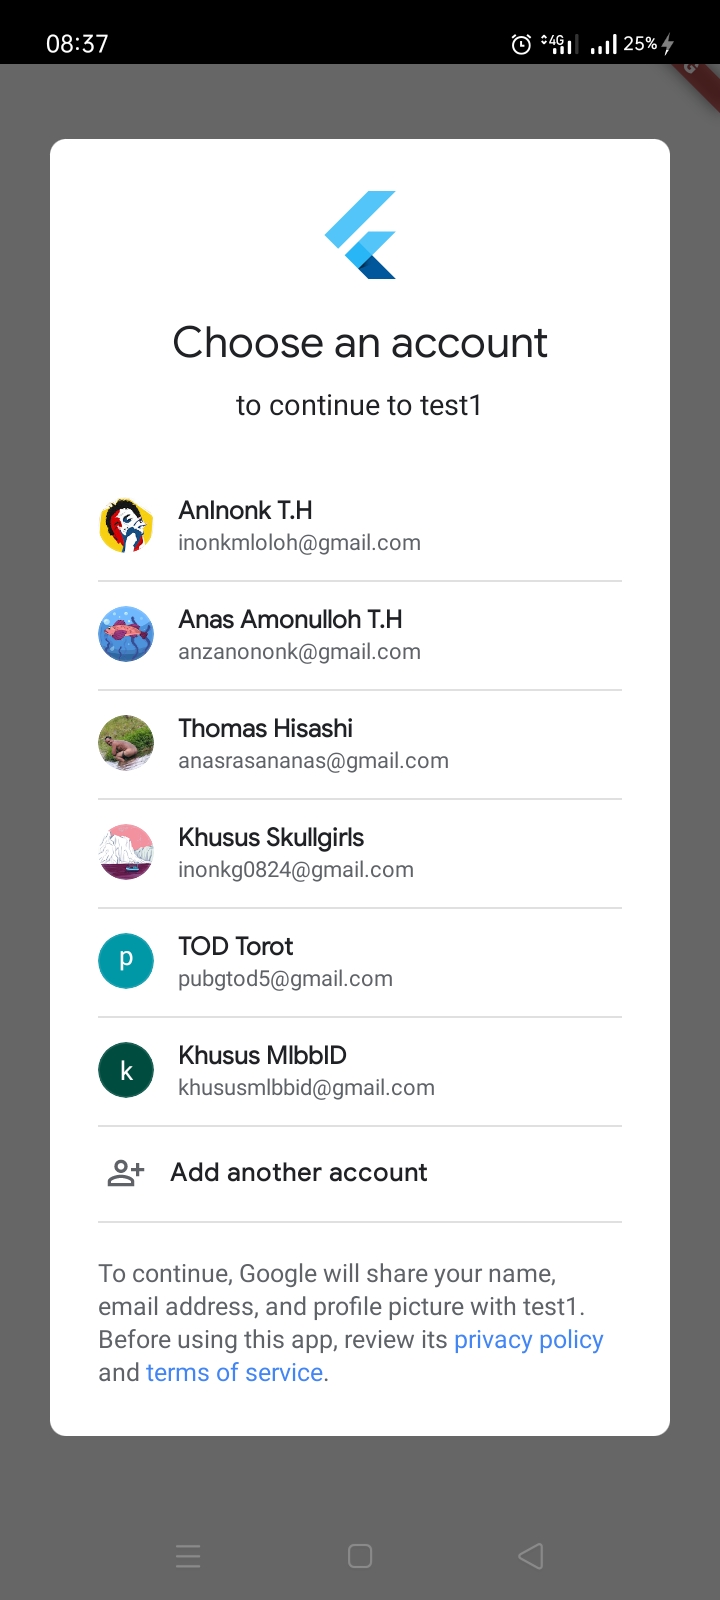 08:37
4G
25%
G
Choose an account
to continue to test1
AnInonk T.H
inonkmloloh@gmail.com
Anas Amonulloh T.H
anzanononk@gmail.com
Thomas Hisashi
anasrasananas@gmail.com
Khusus Skullgirls
inonkg0824@gmail.com
p
TOD Torot
pubgtod5@gmail.com
k
Khusus MlbbID
khususmlbbid@gmail.com
Add another account
To continue, Google will share your name,
email address, and profile picture with test1.
Before using this app, review its privacy policy
and terms of service.